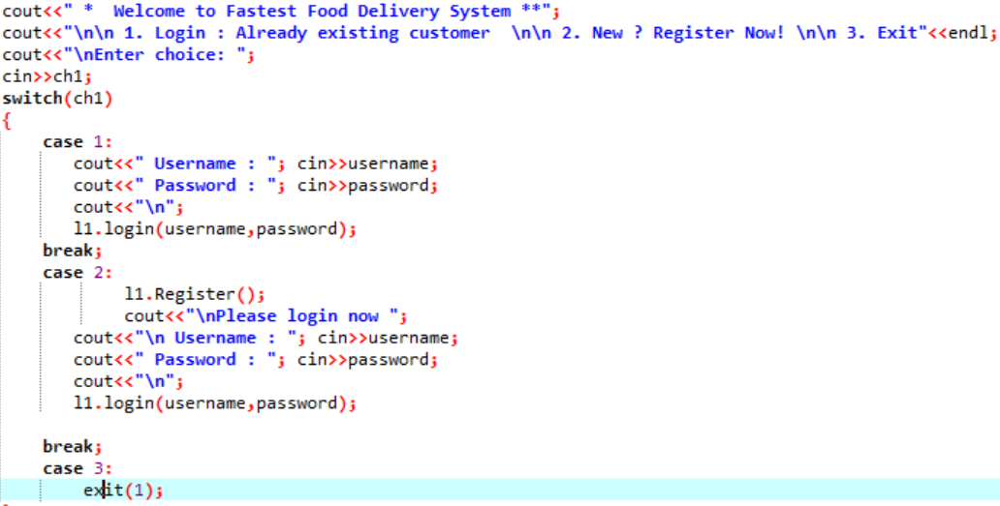 cout<<" *  Welcome to Fastest Food Delivery System **";
cout<<"\n\n 1. Login : Already existing customer  \n\n 2. New ? Register Now! \n\n 3. Exit"<<endl;
cout<<"\nEnter choice: ";
cin>>ch1;
switch(ch1)
{
    case 1:
       cout<<" Username : "; cin>>username;
       cout<<" Password : "; cin>>password;
       cout<<"\n";
       l1.login(username,password);
    break;
    case 2:
            l1.Register();
            cout<<"\nPlease login now ";
       cout<<"\n Username : "; cin>>username;
       cout<<" Password : "; cin>>password;
       cout<<"\n";
       l1.login(username,password);

    break;
    case 3:
        exit(1);